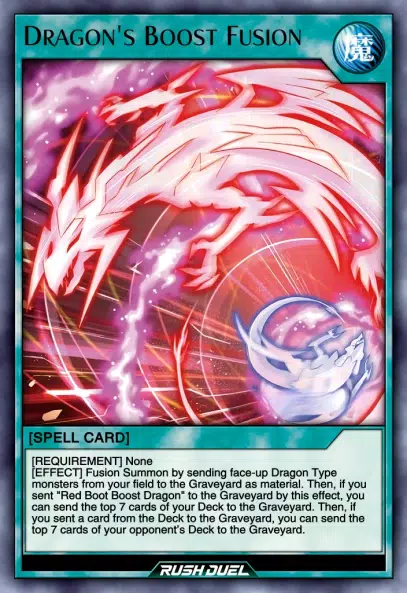 DRAGON'S BOOST FUSION
魔
[SPELL CARD]
[REQUIREMENT] None
[EFFECT] Fusion Summon by sending face-up Dragon Type
monsters from your field to the Graveyard as material. Then, if you
sent "Red Boot Boost Dragon" to the Graveyard by this effect, you
can send the top 7 cards of your Deck to the Graveyard. Then, if
you sent a card from the Deck to the Graveyard, you can send the
top 7 cards of your opponent's Deck to the Graveyard.
RUSH DUEL